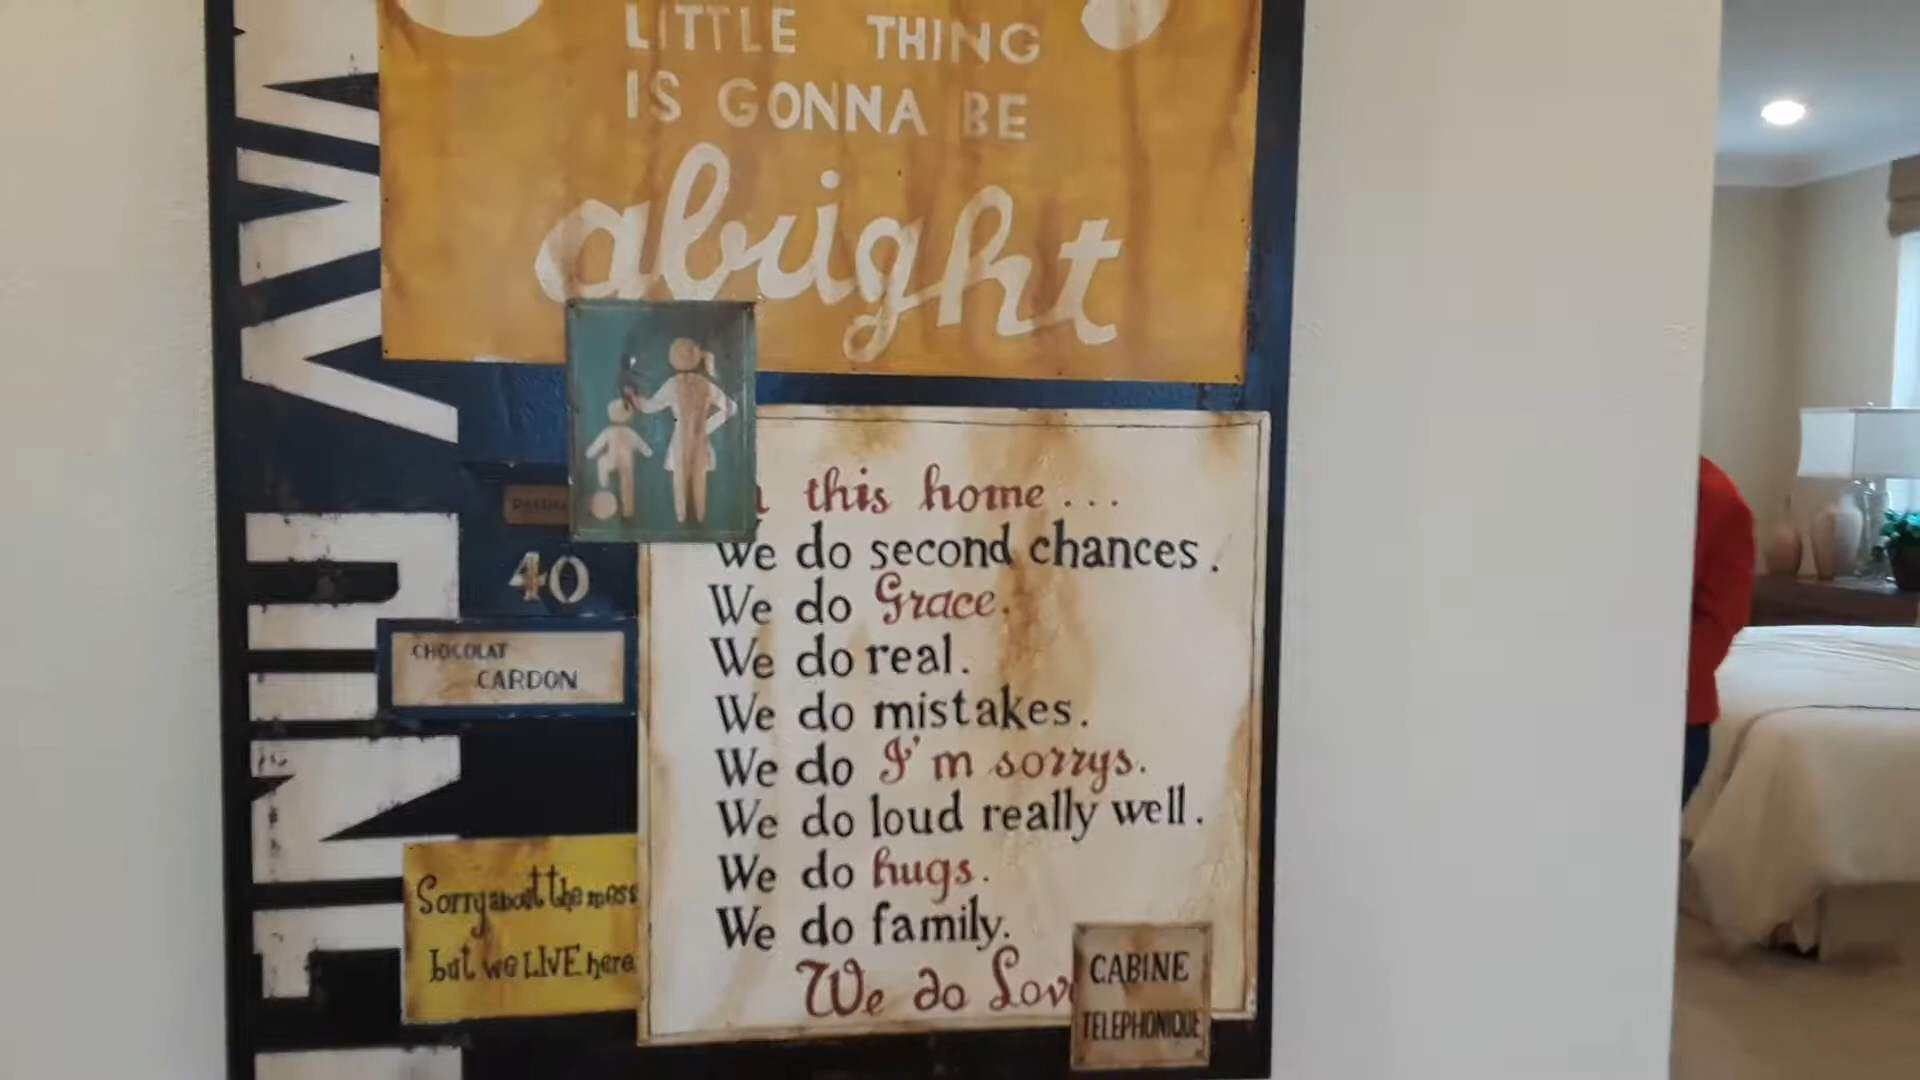 LITTLE THING
IS GONNA BE
alright
this home...
We do second chances.
We do Grace.
We do real.
We do mistakes.
We do I'm sorrys.
We do loud really well.
We do hugs.
We do family.
We do Lov
40
CHOCOLAT
CARDON
Sorry about the mess
but we LIVE here
CABINE
TELEPHONIQUE